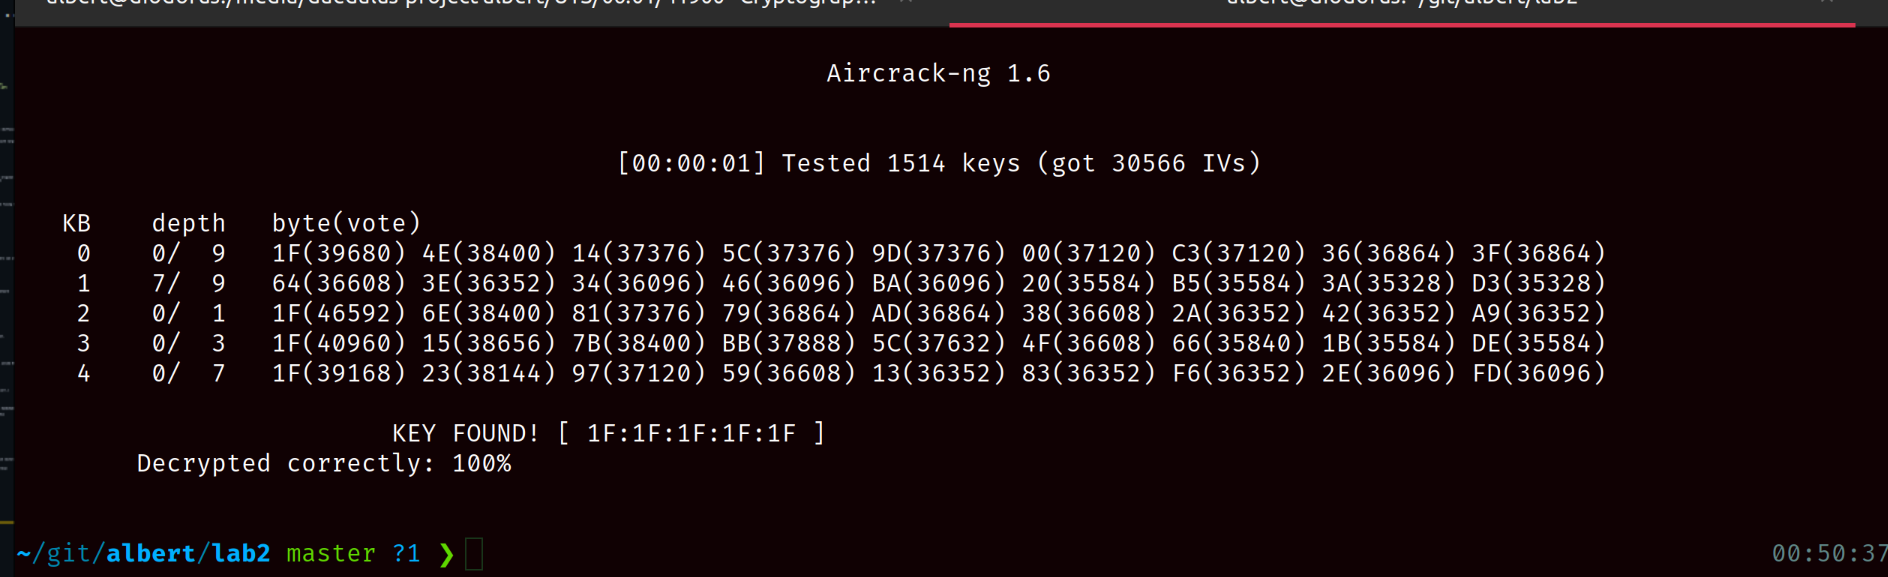 Aircrack-ng 1.6
[00:00:01] Tested 1514 keys (got 30566 IVs)
KB depth byte(vote)
0 0/ 9 1F(39680) 4E(38400) 14(37376) 5C(37376) 9D(37376) 00(37120) C3(37120) 36(36864) 3F(36864)
1 7/ 9 64(36608) 3E(36352) 34(36096) 46(36096) BA(36096) 20(35584) B5(35584) 3A(35328) D3(35328)
2 0/ 1 1F(46592) 6E(38400) 81(37376) 79(36864) AD(36864) 38(36608) 2A(36352) 42(36352) A9(36352)
3 0/ 3 1F(40960) 15(38656) 7B(38400) BB(37888) 5C(37632) 4F(36608) 66(35840) 1B(35584) DE(35584)
4 0/ 7 1F(39168) 23(38144) 97(37120) 59(36608) 13(36352) 83(36352) F6(36352) 2E(36096) FD(36096)
KEY FOUND! [ 1F:1F:1F:1F:1F ]
Decrypted correctly: 100%
~/git/albert/lab2 master ?1 ❯ 00:50:37